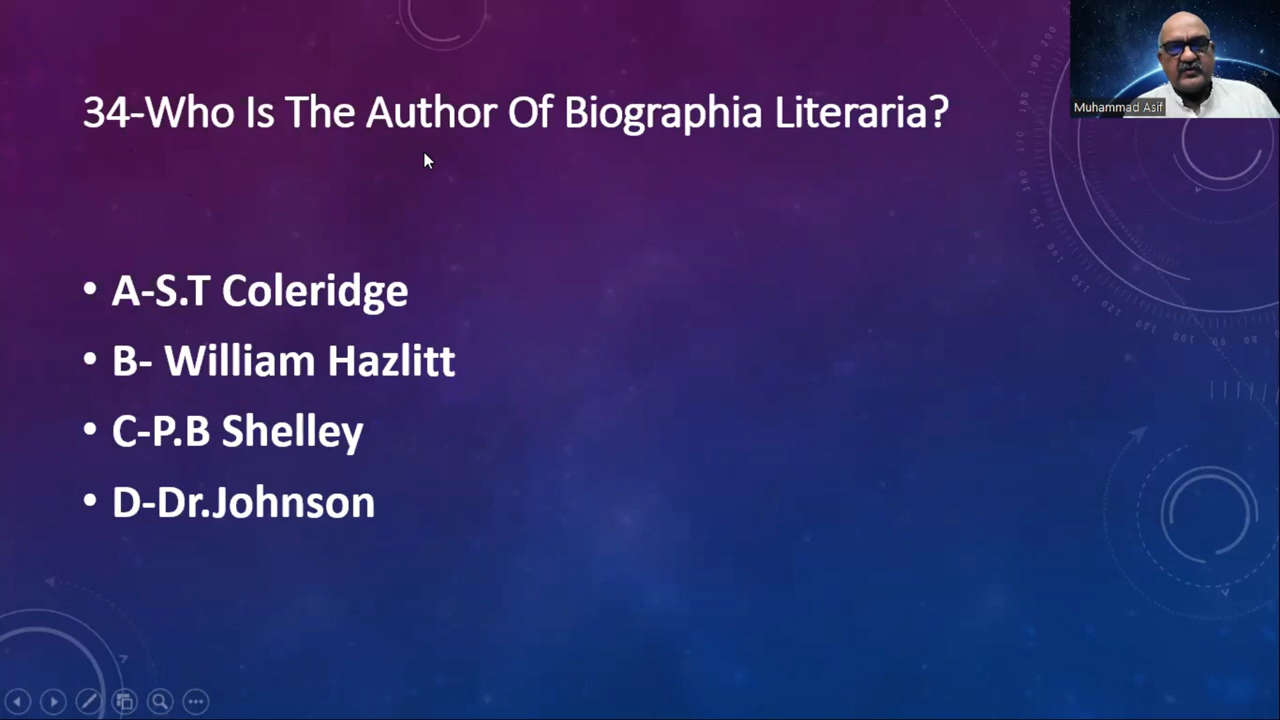 34-Who Is The Author Of Biographia Literaria?
Muhammad Asif
• A-S.T Coleridge
• B- William Hazlitt
• C-P.B Shelley
• D-Dr.Johnson